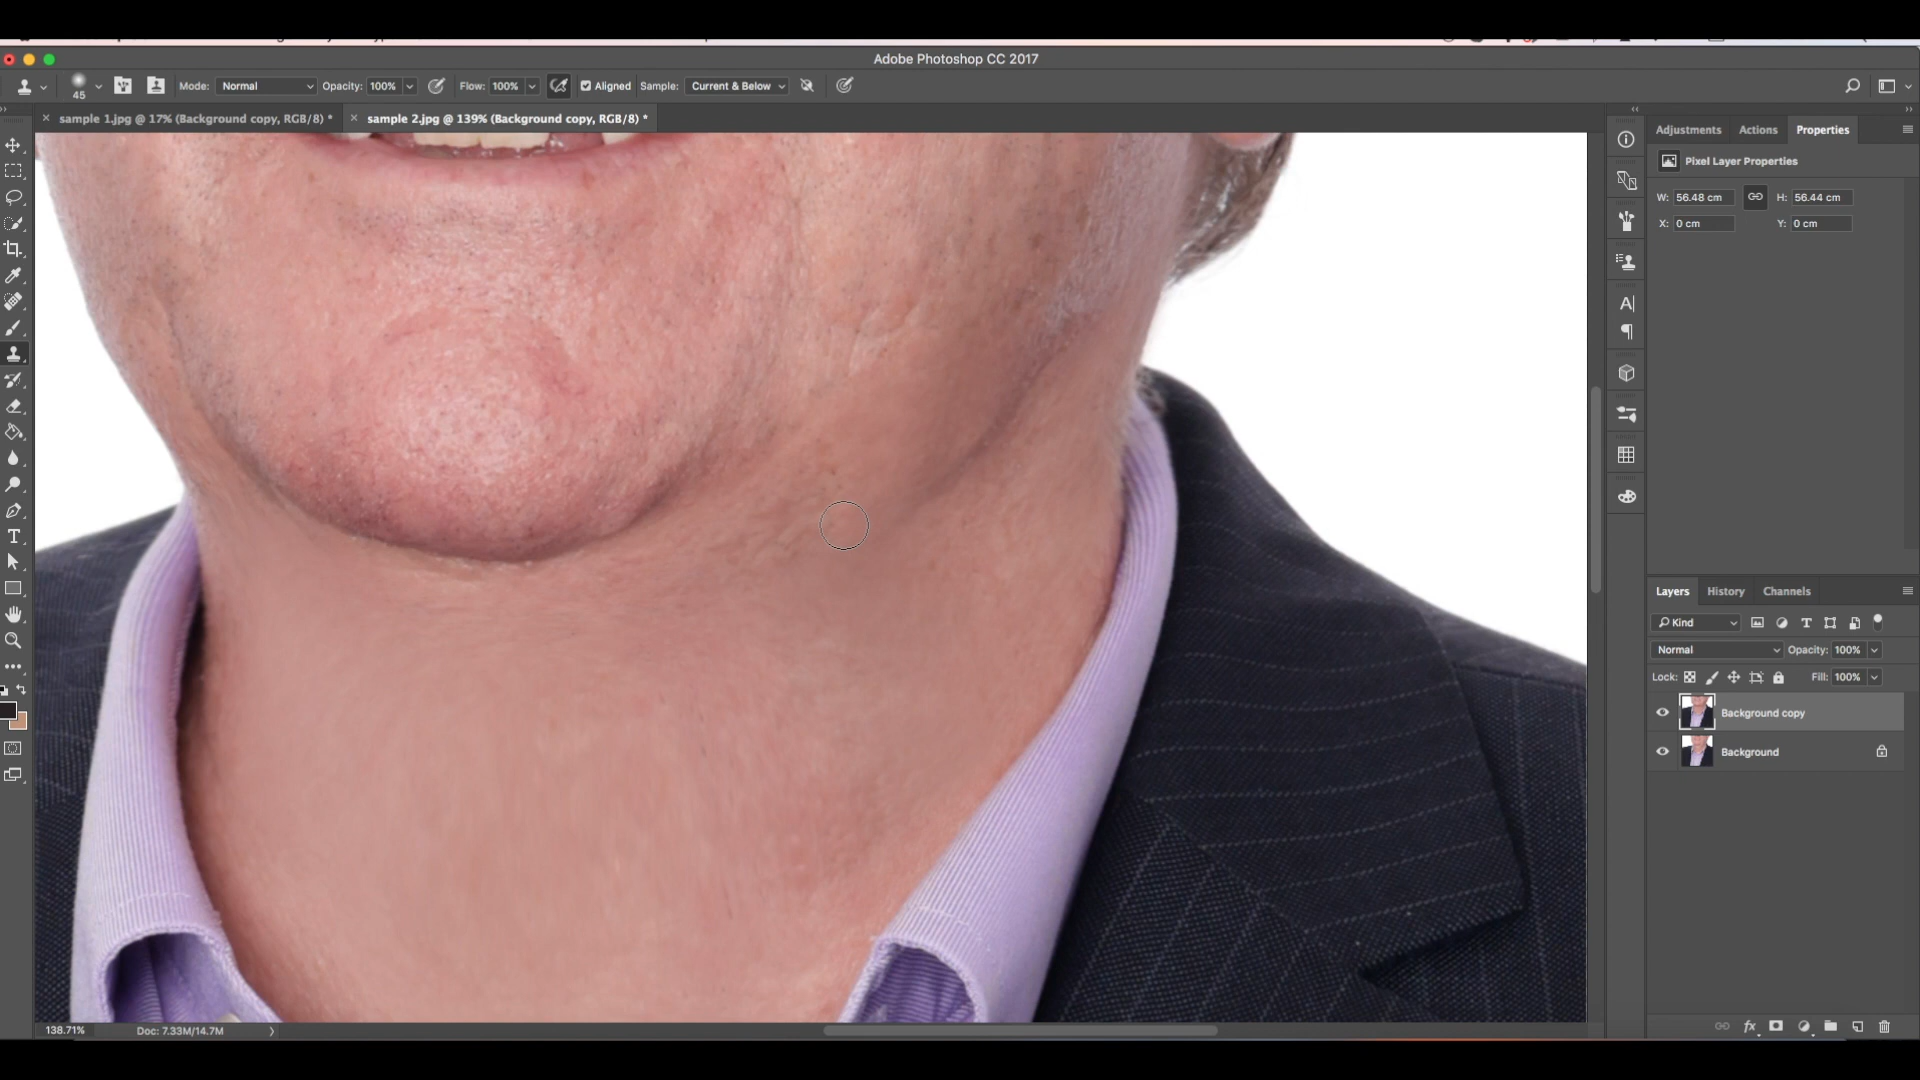 Adobe Photoshop CC 2017
45 Mode: Normal Opacity: 100% Flow: 100% Aligned Sample: Current & Below
sample 1.jpg @ 17% (Background copy, RGB/8) * sample 2.jpg @ 139% (Background copy, RGB/8) *
Adjustments Actions Properties
Pixel Layer Properties
W: 56.48 cm H: 56.44 cm
X: 0 cm Y: 0 cm
Layers History Channels
Kind
Normal Opacity: 100%
Lock: Fill: 100%
Background copy
Background
138.71% Doc: 7.33M/14.7M